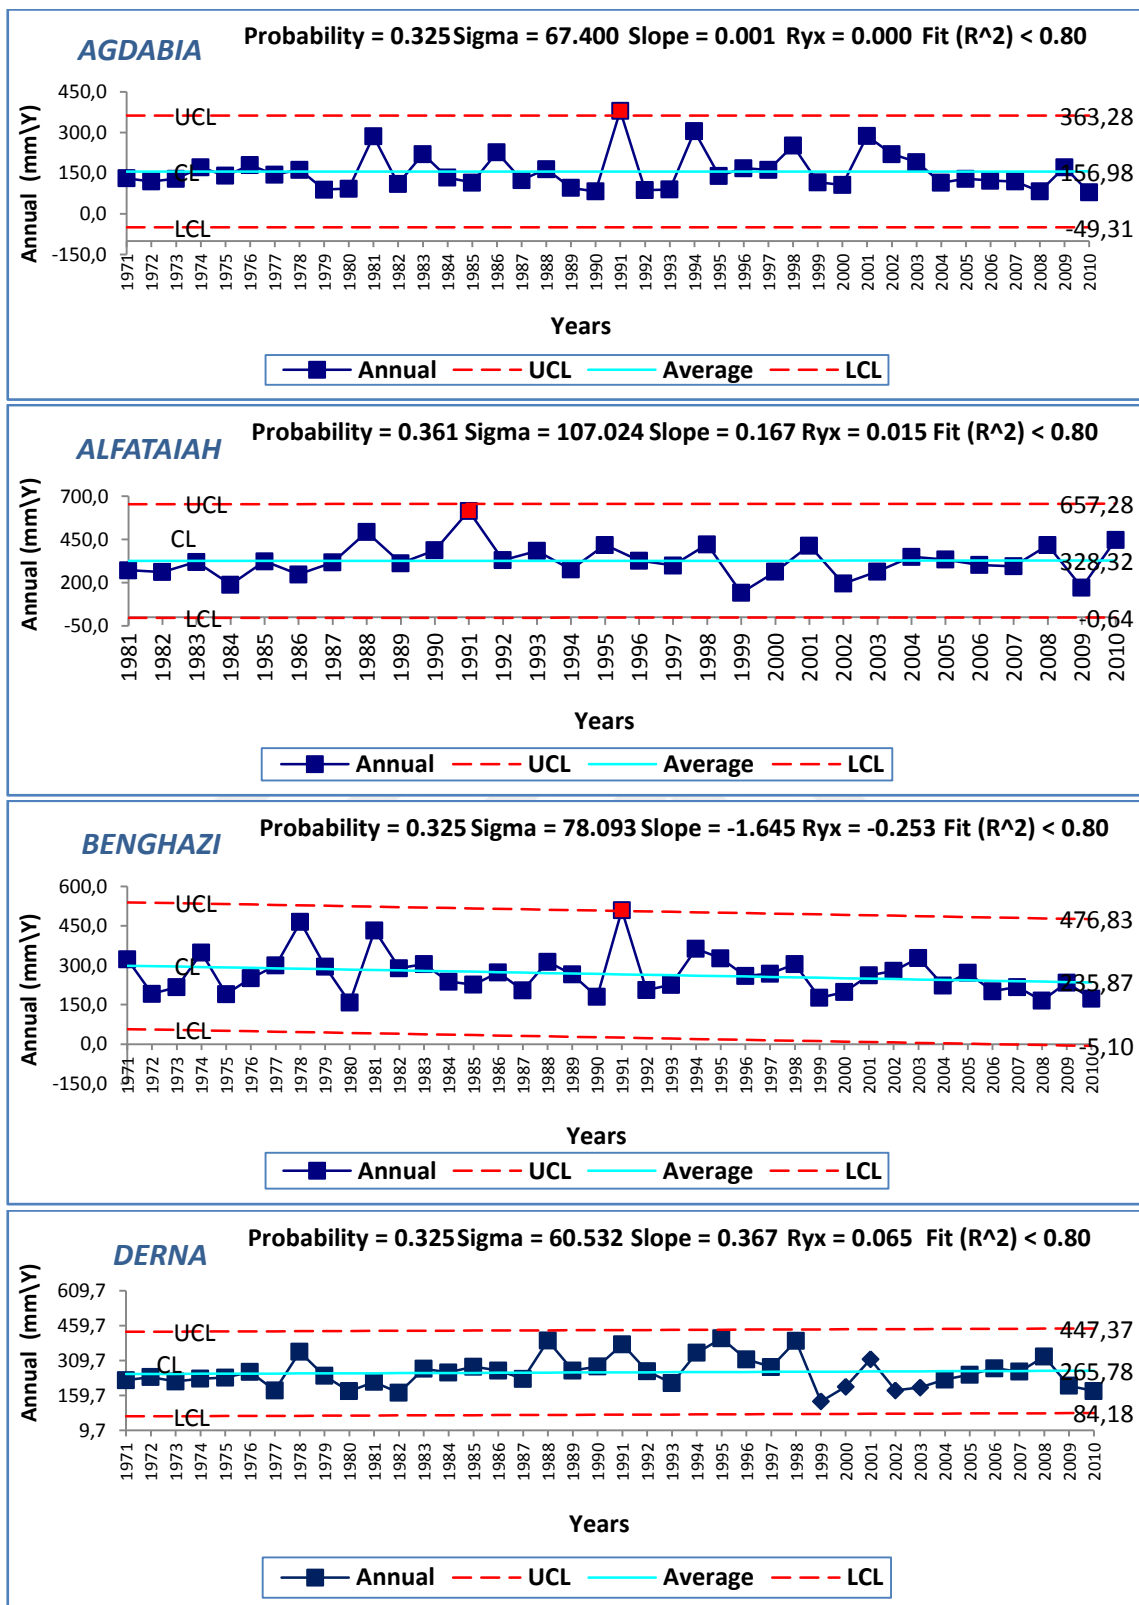 AGDABIA
Probability = 0.325 Sigma = 67.400 Slope = 0.001 Ryx = 0.000 Fit (R^2) < 0.80
Annual (mm\Y)
450,0
300,0
150,0
0,0
-150,0
UCL
CL
LCL
363,28
156,98
-49,31
1971 1972 1973 1974 1975 1976 1977 1978 1979 1980 1981 1982 1983 1984 1985 1986 1987 1988 1989 1990 1991 1992 1993 1994 1995 1996 1997 1998 1999 2000 2001 2002 2003 2004 2005 2006 2007 2008 2009 2010
Years
Annual UCL Average LCL
ALFATAIAH
Probability = 0.361 Sigma = 107.024 Slope = 0.167 Ryx = 0.015 Fit (R^2) < 0.80
Annual (mm\Y)
700,0
450,0
200,0
-50,0
UCL
CL
LCL
657,28
328,32
-0,64
1981 1982 1983 1984 1985 1986 1987 1988 1989 1990 1991 1992 1993 1994 1995 1996 1997 1998 1999 2000 2001 2002 2003 2004 2005 2006 2007 2008 2009 2010
Years
Annual UCL Average LCL
BENGHAZI
Probability = 0.325 Sigma = 78.093 Slope = -1.645 Ryx = -0.253 Fit (R^2) < 0.80
Annual (mm\Y)
600,0
450,0
300,0
150,0
0,0
-150,0
UCL
CL
LCL
476,83
235,87
-5,10
1971 1972 1973 1974 1975 1976 1977 1978 1979 1980 1981 1982 1983 1984 1985 1986 1987 1988 1989 1990 1991 1992 1993 1994 1995 1996 1997 1998 1999 2000 2001 2002 2003 2004 2005 2006 2007 2008 2009 2010
Years
Annual UCL Average LCL
DERNA
Probability = 0.325 Sigma = 60.532 Slope = 0.367 Ryx = 0.065 Fit (R^2) < 0.80
Annual (mm\Y)
609,7
459,7
309,7
159,7
9,7
UCL
CL
LCL
447,37
265,78
84,18
1971 1972 1973 1974 1975 1976 1977 1978 1979 1980 1981 1982 1983 1984 1985 1986 1987 1988 1989 1990 1991 1992 1993 1994 1995 1996 1997 1998 1999 2000 2001 2002 2003 2004 2005 2006 2007 2008 2009 2010
Years
Annual UCL Average LCL